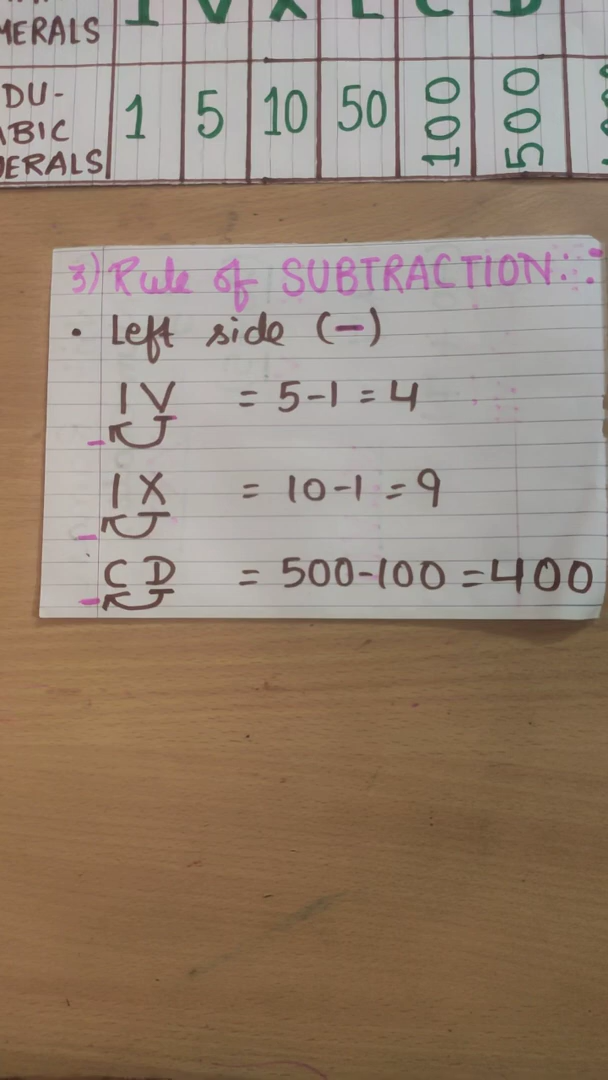 MERALS
DU-
BIC
ERALS
1 5 10 50 100 500
3) Rule of SUBTRACTION:
• Left side (-)
IV = 5-1 = 4
IX = 10-1 = 9
CD = 500-100 = 400